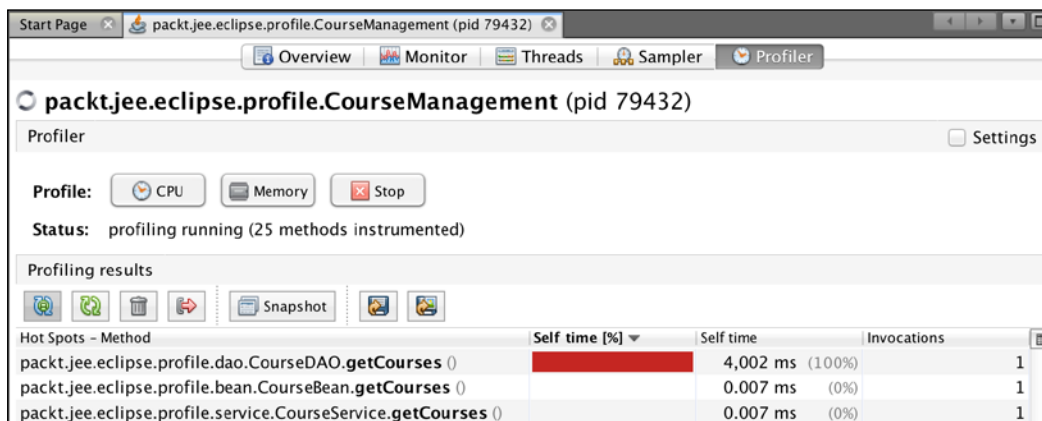 Start Page packt.jee.eclipse.profile.CourseManagement (pid 79432)
Overview Monitor Threads Sampler Profiler
packt.jee.eclipse.profile.CourseManagement (pid 79432)
Profiler Settings
Profile: CPU Memory Stop
Status: profiling running (25 methods instrumented)
Profiling results
Snapshot
Hot Spots - Method Self time [%] Self time Invocations
packt.jee.eclipse.profile.dao.CourseDAO.getCourses () 4,002 ms (100%) 1
packt.jee.eclipse.profile.bean.CourseBean.getCourses () 0.007 ms (0%) 1
packt.jee.eclipse.profile.service.CourseService.getCourses () 0.007 ms (0%) 1